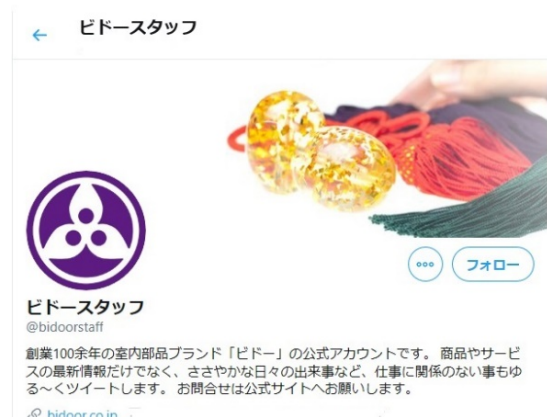 ビドースタッフ
フォロー
ビドースタッフ
@bidoorstaff
創業100余年の室内部品ブランド「ビドー」の公式アカウントです。 商品やサービ
スの最新情報だけでなく、ささやかな日々の出来事など、仕事に関係のない事もゆ
る〜くツイートします。 お問合せは公式サイトへお願いします。
bidoor.co.jp